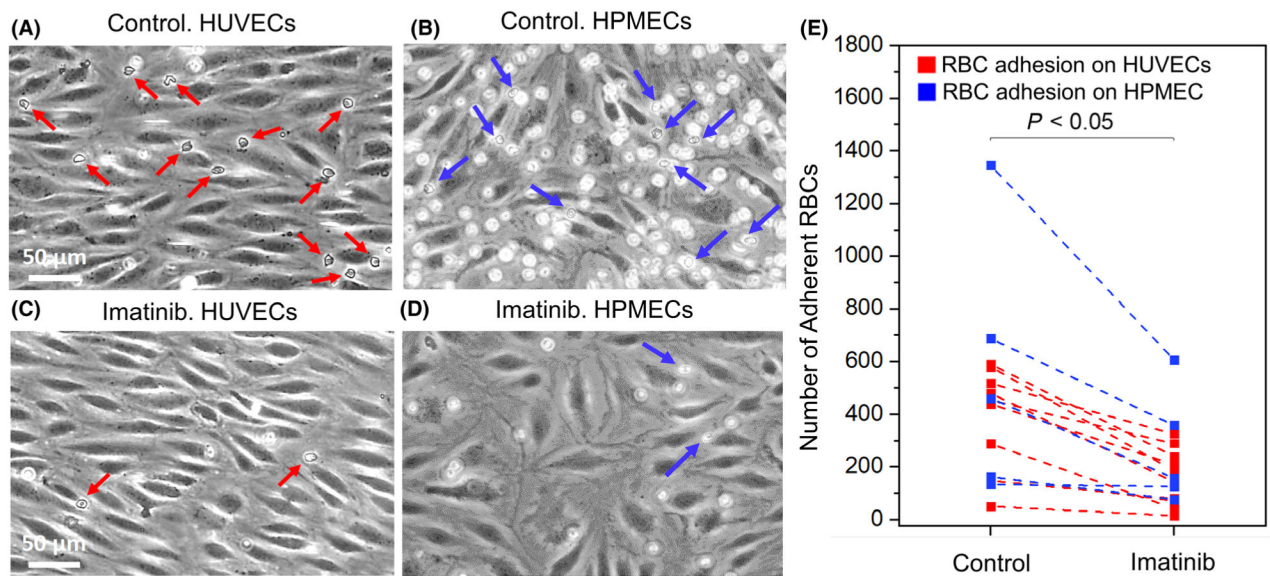 (A) Control. HUVECs
50 μm
(B) Control. HPMECs
(C) Imatinib. HUVECs
50 μm
(D) Imatinib. HPMECs
(E)
1800
1600
1400
1200
1000
800
600
400
200
0
Number of Adherent RBCs
RBC adhesion on HUVECs
RBC adhesion on HPMEC
P < 0.05
Control Imatinib